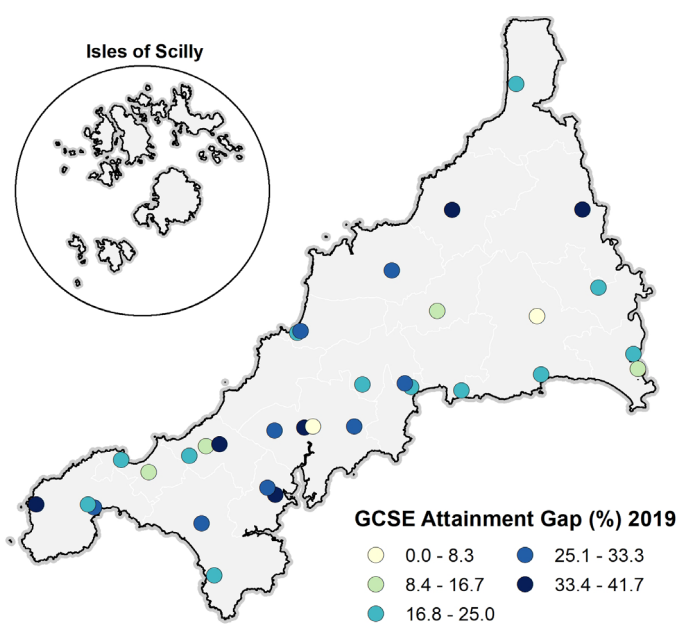 Isles of Scilly
GCSE Attainment Gap (%) 2019
0.0 - 8.3
8.4 - 16.7
16.8 - 25.0
25.1 - 33.3
33.4 - 41.7